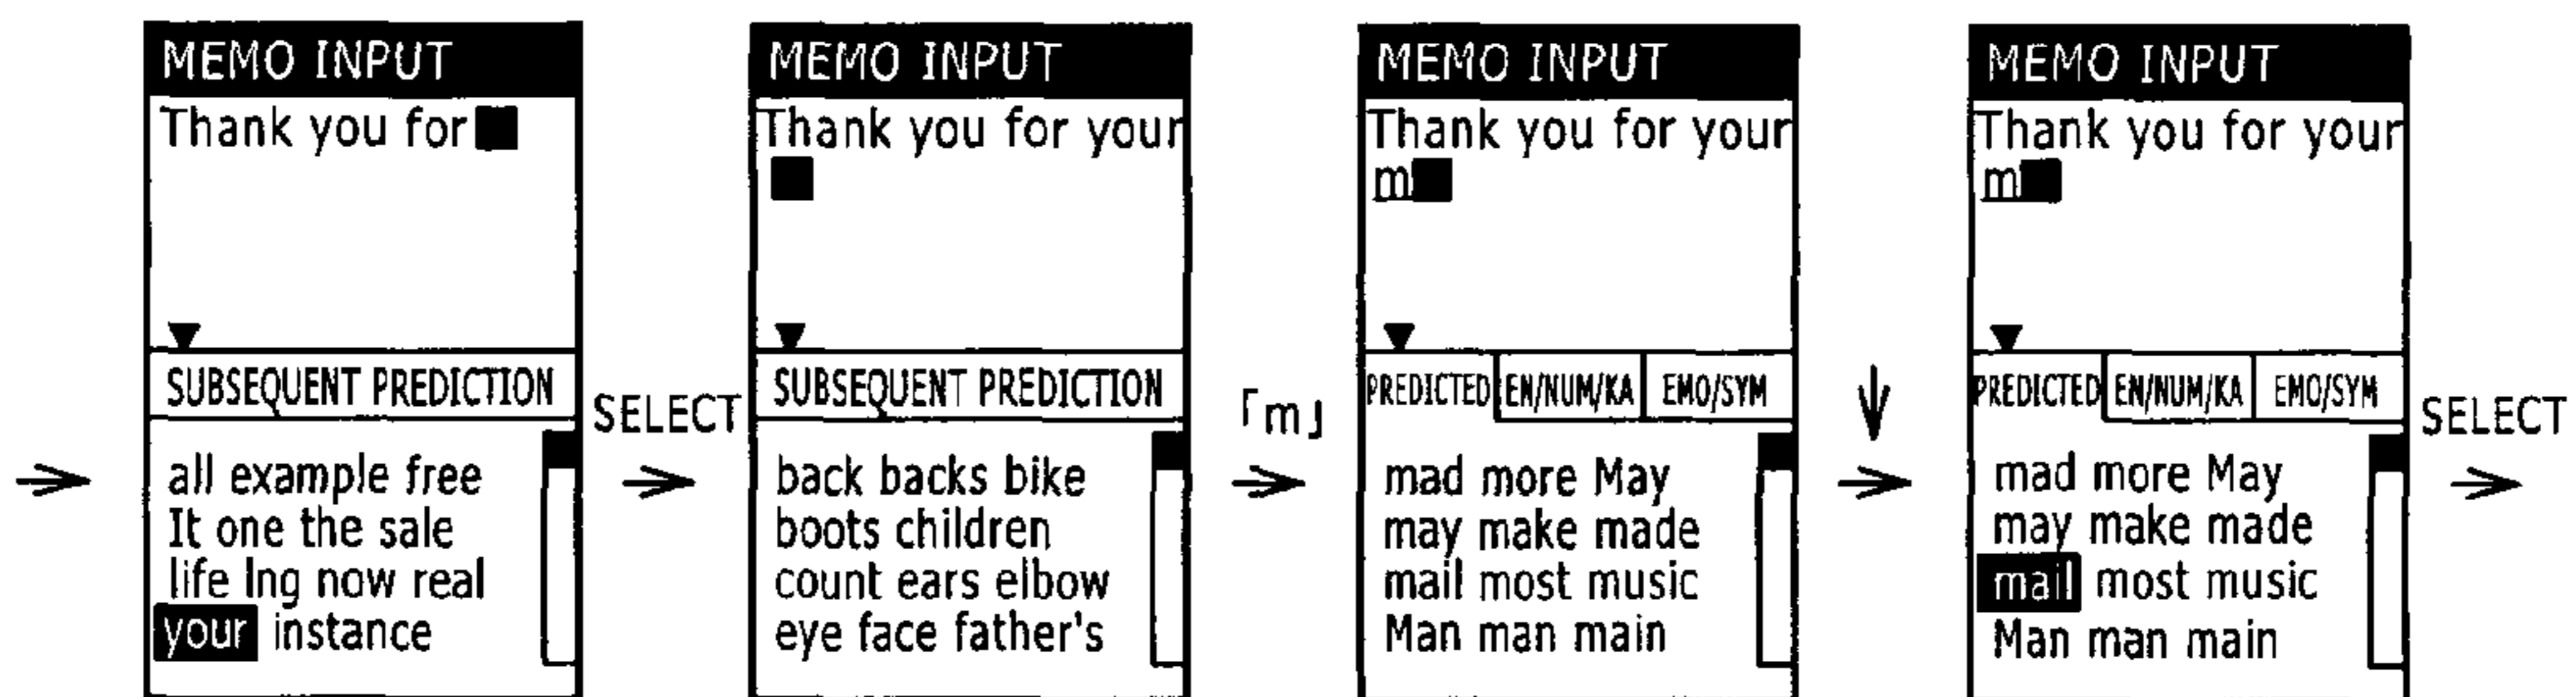 MEMO INPUT
Thank you for
SUBSEQUENT PREDICTION
all example free
It one the sale
life lng now real
your instance
SELECT
MEMO INPUT
Thank you for your
SUBSEQUENT PREDICTION
back backs bike
boots children
count ears elbow
eye face father's
「m」
MEMO INPUT
Thank you for your
m
PREDICTED EN/NUM/KA EMO/SYM
mad more May
may make made
mail most music
Man man main
MEMO INPUT
Thank you for your
m
PREDICTED EN/NUM/KA EMO/SYM
mad more May
may make made
mail most music
Man man main
SELECT